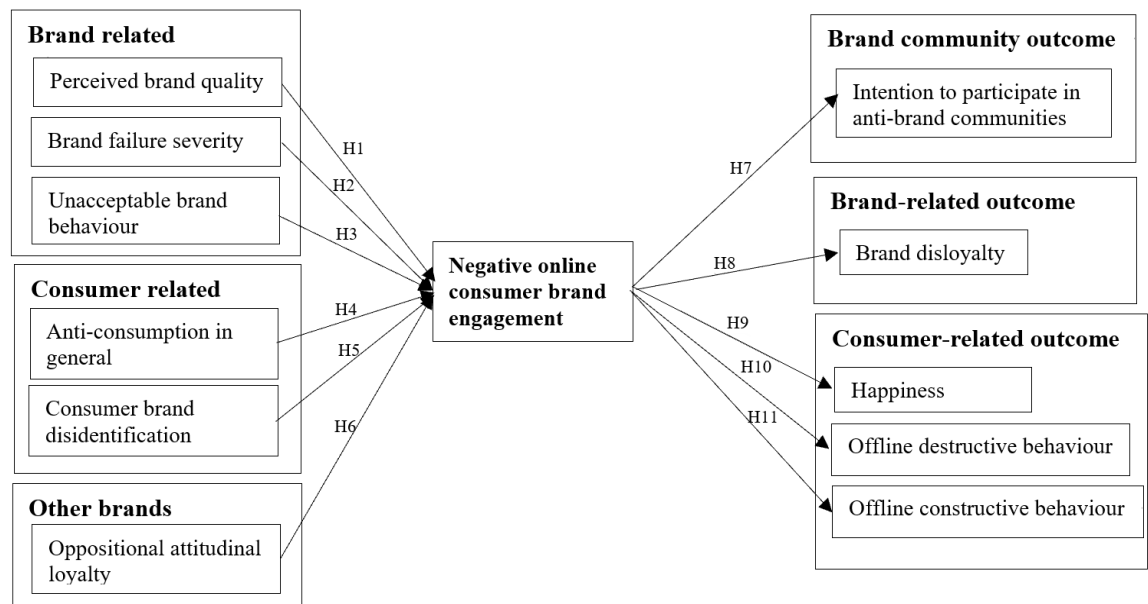 Brand related
Perceived brand quality
Brand failure severity
Unacceptable brand
behaviour
Consumer related
Anti-consumption in
general
Consumer brand
disidentification
Other brands
Oppositional attitudinal
loyalty
H1
H2
H3
H4
H5
H6
Negative online
consumer brand
engagement
H7
H8
H9
H10
H11
Brand community outcome
Intention to participate in
anti-brand communities
Brand-related outcome
Brand disloyalty
Consumer-related outcome
Happiness
Offline destructive behaviour
Offline constructive behaviour